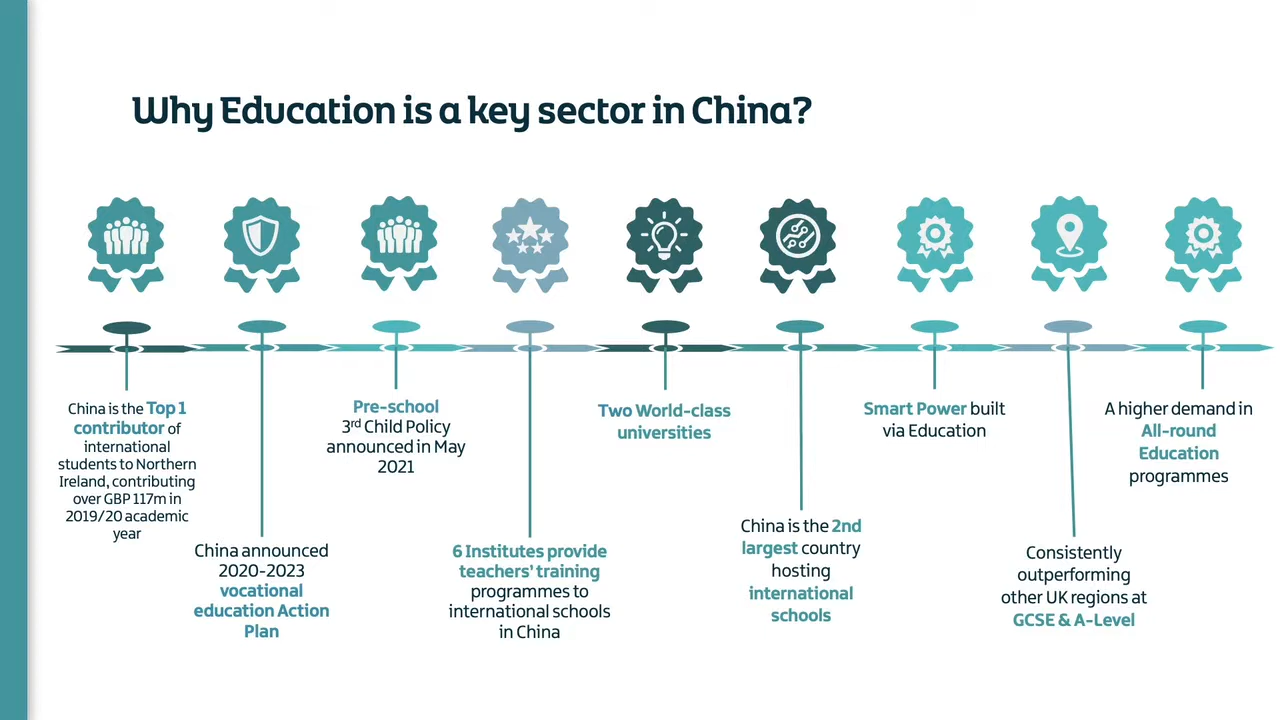 Why Education is a key sector in China?
China is the Top 1
contributor of
international
students to Northern
Ireland, contributing
over GBP 117m in
2019/20 academic
year
China announced
2020-2023
vocational
education Action
Plan
Pre-school
3rd Child Policy
announced in May
2021
6 Institutes provide
teachers' training
programmes to
international schools
in China
Two World-class
universities
China is the 2nd
largest country
hosting
international
schools
Smart Power built
via Education
Consistently
outperforming
other UK regions at
GCSE & A-Level
A higher demand in
All-round
Education
programmes